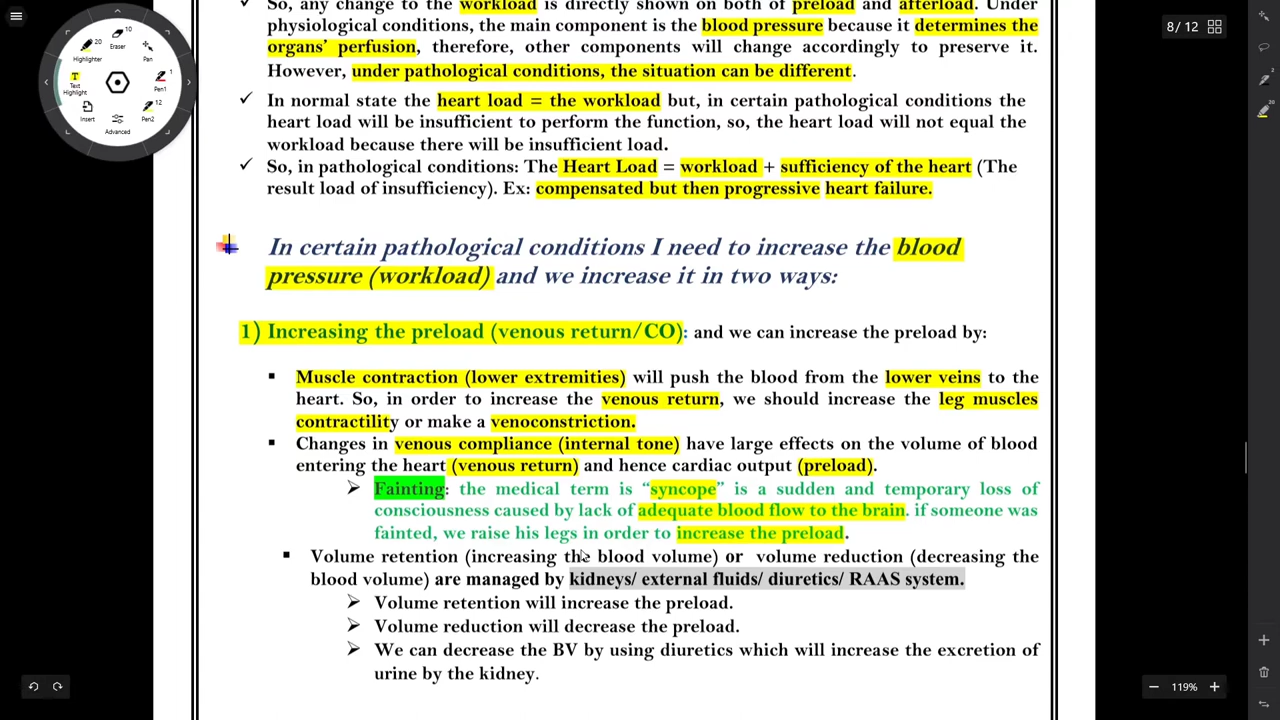 So, any change to the workload is directly shown on both of preload and afterload. Under
physiological conditions, the main component is the blood pressure because it determines the
organs' perfusion, therefore, other components will change accordingly to preserve it.
However, under pathological conditions, the situation can be different.
In normal state the heart load = the workload but, in certain pathological conditions the
heart load will be insufficient to perform the function, so, the heart load will not equal the
workload because there will be insufficient load.
So, in pathological conditions: The Heart Load = workload + sufficiency of the heart (The
result load of insufficiency). Ex: compensated but then progressive heart failure.
In certain pathological conditions I need to increase the blood
pressure (workload) and we increase it in two ways:
1) Increasing the preload (venous return/CO): and we can increase the preload by:
Muscle contraction (lower extremities) will push the blood from the lower veins to the
heart. So, in order to increase the venous return, we should increase the leg muscles
contractility or make a venoconstriction.
Changes in venous compliance (internal tone) have large effects on the volume of blood
entering the heart (venous return) and hence cardiac output (preload).
Fainting: the medical term is "syncope" is a sudden and temporary loss of
consciousness caused by lack of adequate blood flow to the brain. if someone was
fainted, we raise his legs in order to increase the preload.
Volume retention (increasing the blood volume) or volume reduction (decreasing the
blood volume) are managed by kidneys/ external fluids/ diuretics/ RAAS system.
Volume retention will increase the preload.
Volume reduction will decrease the preload.
We can decrease the BV by using diuretics which will increase the excretion of
urine by the kidney.
8 / 12
10
Eraser
20
Highlighter
Pan
T
Text
Highlight
1
Pen1
Insert
12
Pen2
Advanced
119%